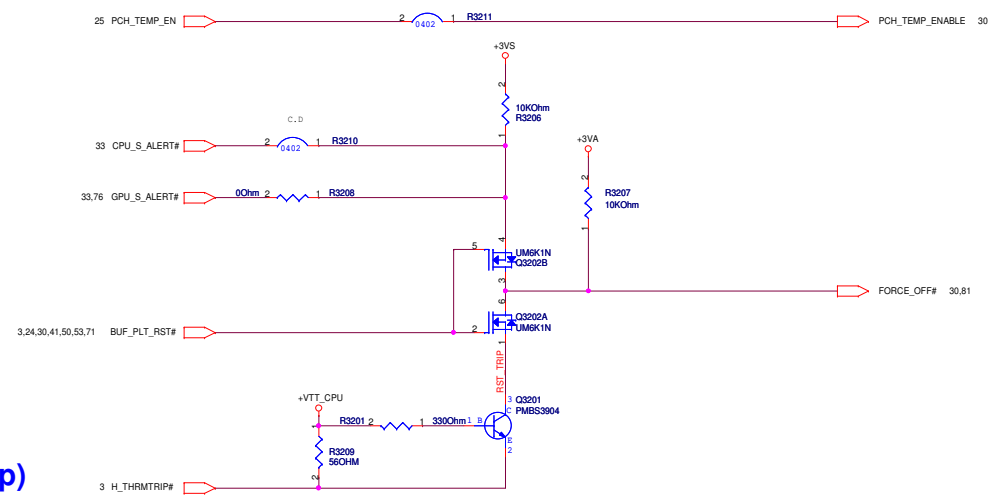 25 PCH_TEMP_EN 2 0402 1 R3211 PCH_TEMP_ENABLE 30
+3VS
2
10KOhm
R3206
1
C.D
33 CPU_S_ALERT# 2 0402 1 R3210
+3VA
2
R3207
10KOhm
1
33,76 GPU_S_ALERT# 0Ohm 2 1 R3208
4
5
UM6K1N
Q3202B
3
FORCE_OFF# 30,81
6
Q3202A
UM6K1N
3,24,30,41,50,53,71 BUF_PLT_RST# 2
1
RST_TRIP
+VTT_CPU
3 Q3201
C PMBS3904
R3201 2 1 330Ohm 1 B
E
2
R3209
56OHM
2
3 H_THRMTRIP#
p)